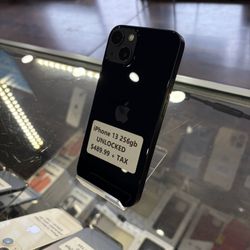 iPhone 13 256gb
UNLOCKED
$489.99 + TAX